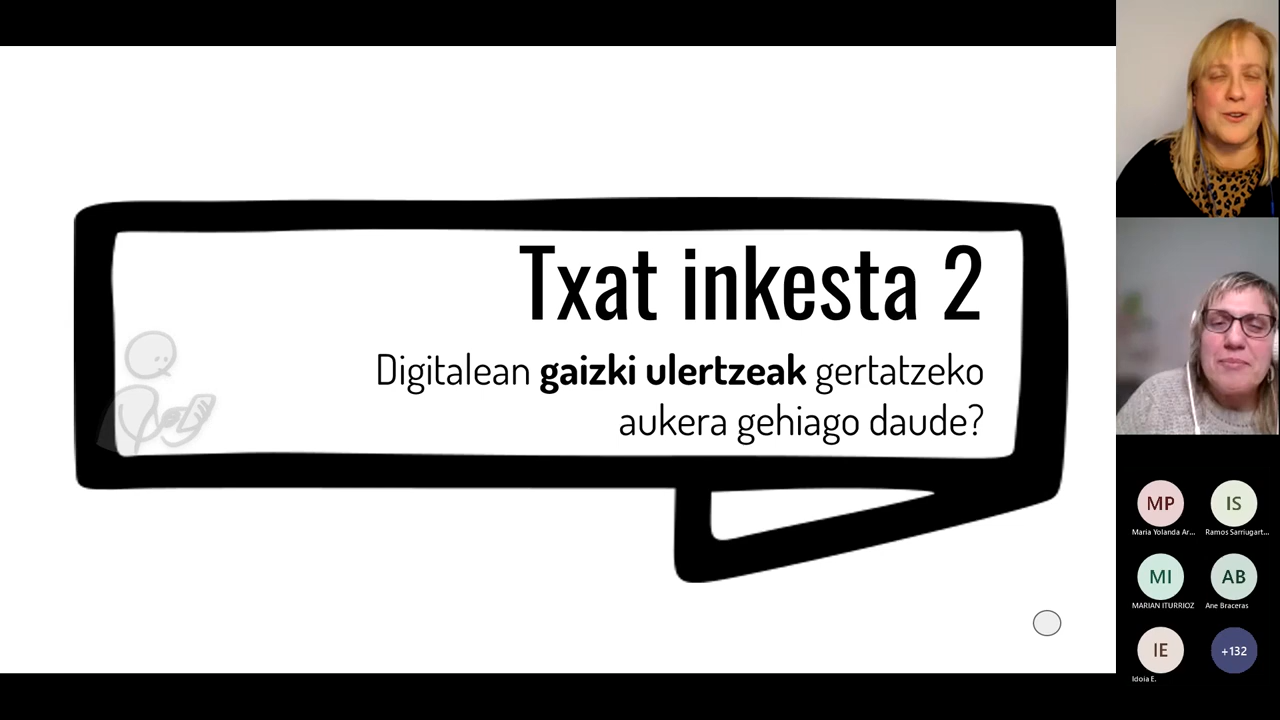 Txat inkesta 2
Digitalean gaizki ulertzeak gertatzeko
aukera gehiago daude?
MP
IS
Maria Yolanda Ar...
Ramos Sarriugart...
MI
AB
MARIAN ITURRIOZ
Ane Braceras
IE
+132
Idoia E.